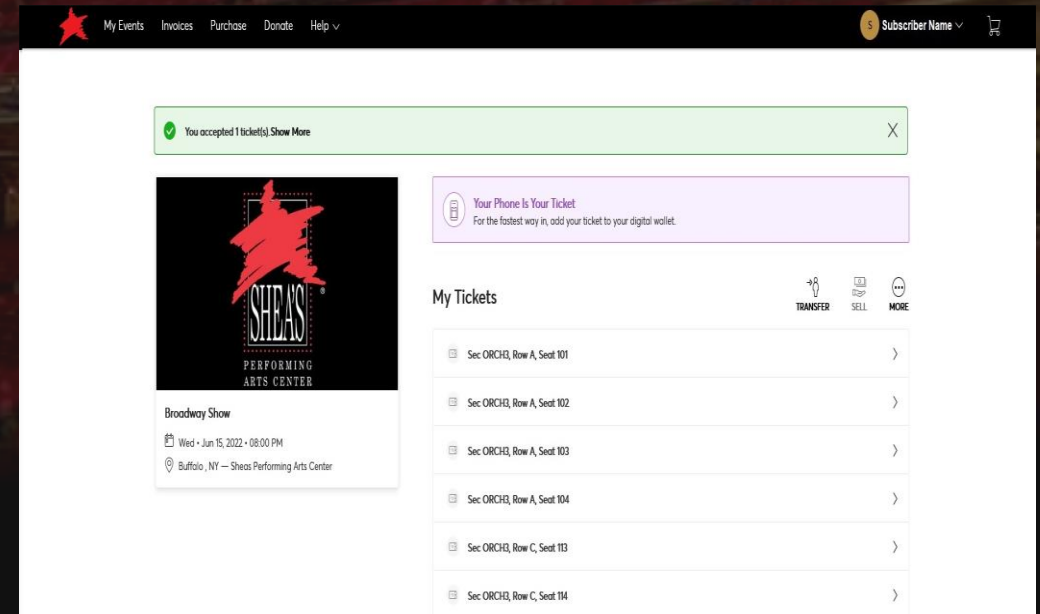 My Events Invoices Purchase Donate Help
S Subscriber Name
You accepted 1 ticket(s).Show More
X
SHEA'S ®
PERFORMING
ARTS CENTER
Broadway Show
Wed • Jun 15, 2022 • 08:00 PM
Buffalo , NY — Sheas Performing Arts Center
Your Phone Is Your Ticket
For the fastest way in, add your ticket to your digital wallet.
My Tickets
TRANSFER SELL MORE
Sec ORCH3, Row A, Seat 101
Sec ORCH3, Row A, Seat 102
Sec ORCH3, Row A, Seat 103
Sec ORCH3, Row A, Seat 104
Sec ORCH3, Row C, Seat 113
Sec ORCH3, Row C, Seat 114